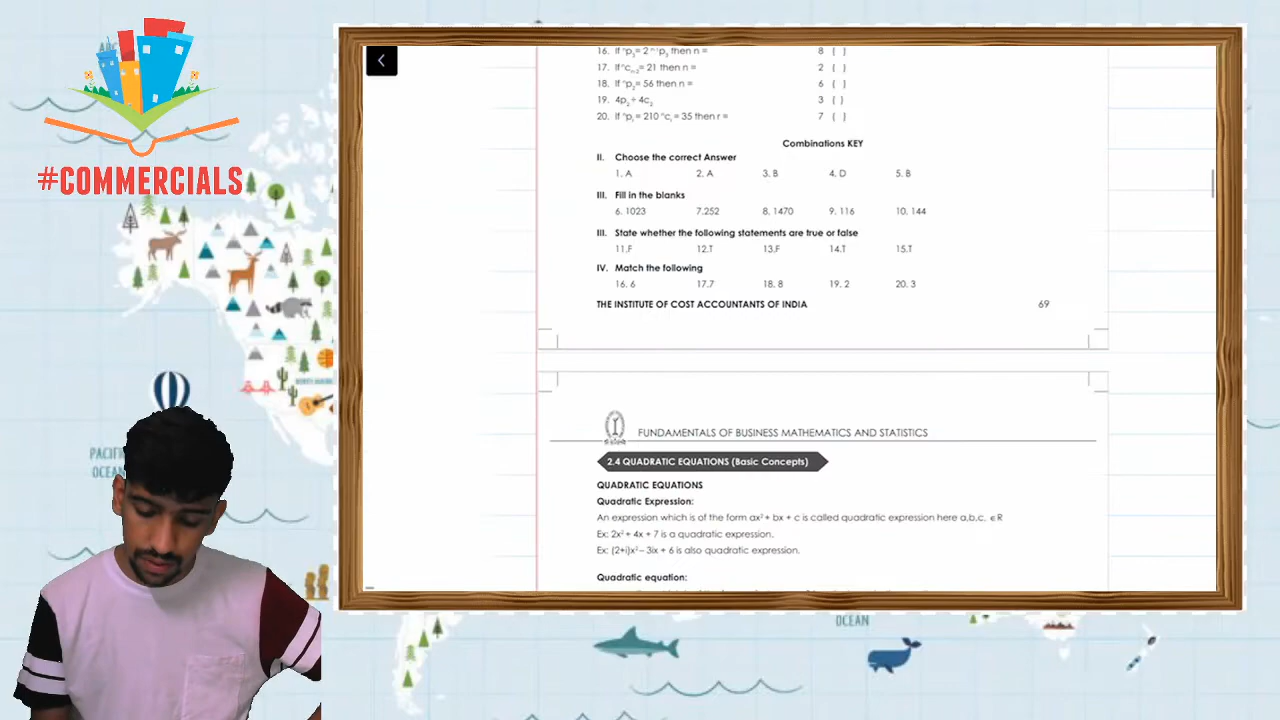 #COMMERCIALS
16. If ⁿp₃= 2 ⁿ⁻¹p₃ then n = 8 ( )
17. If ⁿcₙ₋₂= 21 then n = 2 ( )
18. If ⁿp₂= 56 then n = 6 ( )
19. 4p₂ ÷ 4c₂ 3 ( )
20. If ⁿpᵣ = 210 ⁿcᵣ = 35 then r = 7 ( )
Combinations KEY
II. Choose the correct Answer
1. A 2. A 3. B 4. D 5. B
III. Fill in the blanks
6. 1023 7.252 8. 1470 9. 116 10. 144
III. State whether the following statements are true or false
11.F 12.T 13.F 14.T 15.T
IV. Match the following
16. 6 17.7 18. 8 19. 2 20. 3
THE INSTITUTE OF COST ACCOUNTANTS OF INDIA 69
FUNDAMENTALS OF BUSINESS MATHEMATICS AND STATISTICS
2.4 QUADRATIC EQUATIONS (Basic Concepts)
QUADRATIC EQUATIONS
Quadratic Expression:
An expression which is of the form ax² + bx + c is called quadratic expression here a,b,c, ∈R
Ex: 2x² + 4x + 7 is a quadratic expression.
Ex: (2+i)x² – 3ix + 6 is also quadratic expression.
Quadratic equation:
PACIFI
OCEA
OCEAN